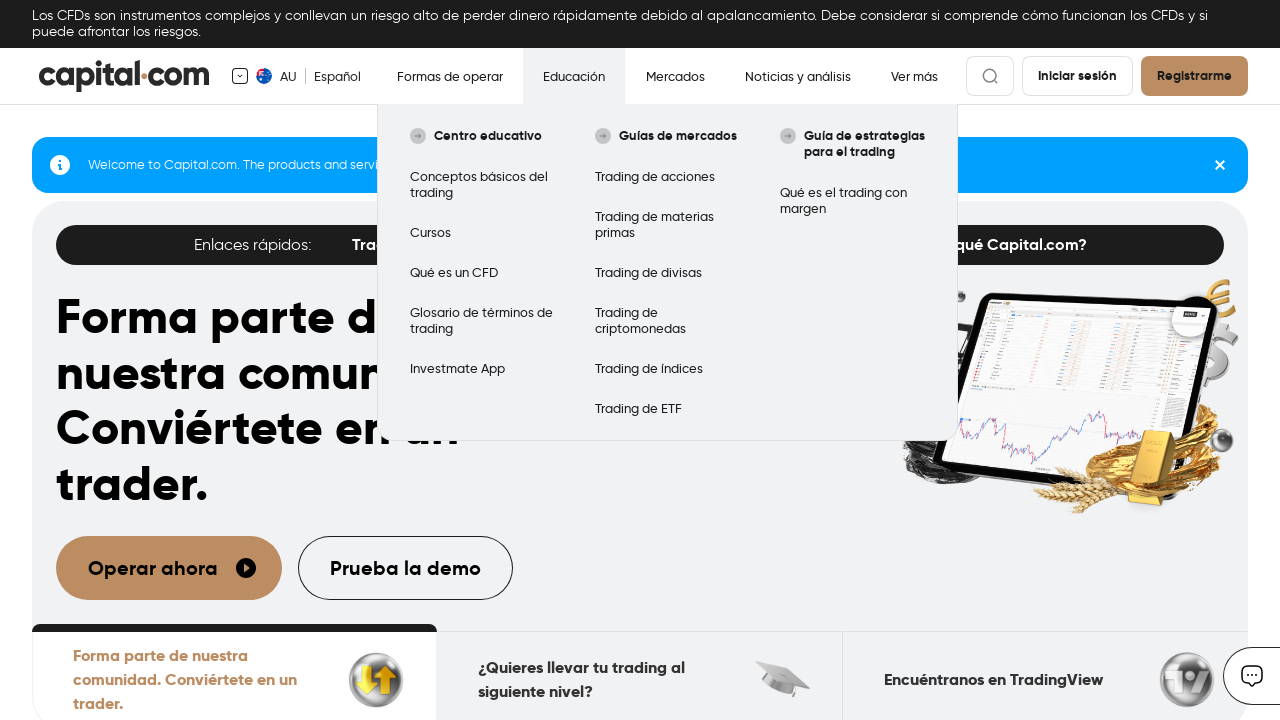 Los CFDs son instrumentos complejos y conllevan un riesgo alto de perder dinero rápidamente debido al apalancamiento. Debe considerar si comprende cómo funcionan los CFDs y si
puede afrontar los riesgos.
capital.com
AU
Español
Formas de operar
Educación
Mercados
Noticias y análisis
Ver más
Iniciar sesión
Registrarme
Welcome to Capital.com. The products and servi
Centro educativo
Conceptos básicos del
trading
Cursos
Qué es un CFD
Glosario de términos de
trading
Investmate App
Guías de mercados
Trading de acciones
Trading de materias
primas
Trading de divisas
Trading de
criptomonedas
Trading de índices
Trading de ETF
Guía de estrategias
para el trading
Qué es el trading con
margen
Enlaces rápidos:
qué Capital.com?
Forma parte d
nuestra comun
Conviértete en un
trader.
Operar ahora
Prueba la demo
Forma parte de nuestra
comunidad. Conviértete en un
trader.
¿Quieres llevar tu trading al
siguiente nivel?
Encuéntranos en TradingView